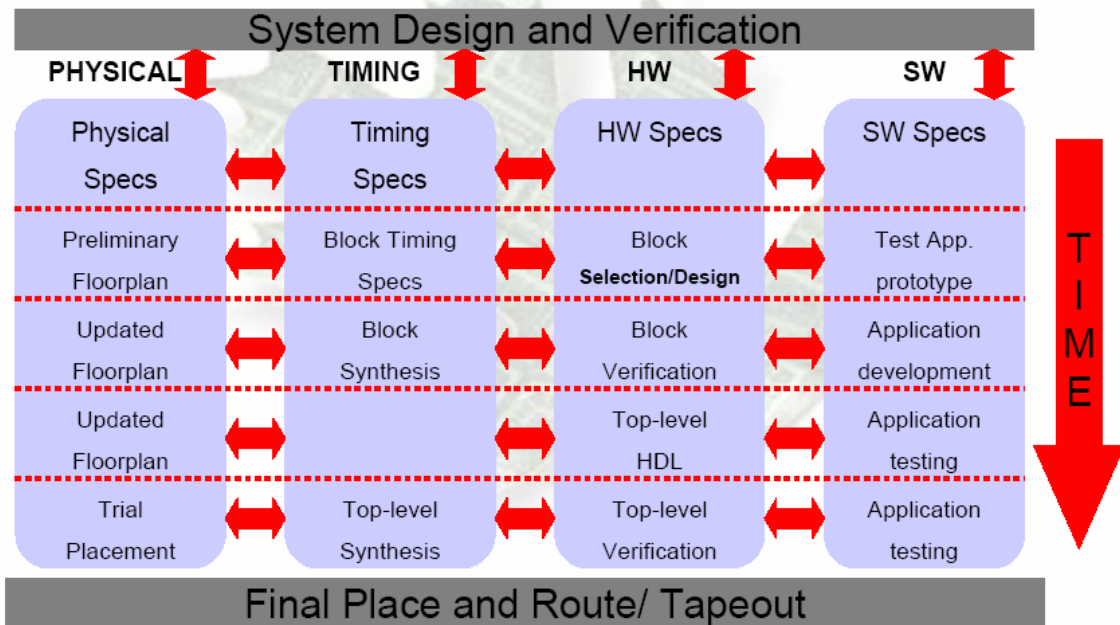 System Design and Verification
PHYSICAL TIMING HW SW
Physical Timing HW Specs SW Specs
Specs Specs
Preliminary Block Timing Block Test App.
Floorplan Specs Selection/Design prototype
Updated Block Block Application
Floorplan Synthesis Verification development
Updated Top-level Application
Floorplan HDL testing
Trial Top-level Top-level Application
Placement Synthesis Verification testing
T
I
M
E
Final Place and Route/ Tapeout